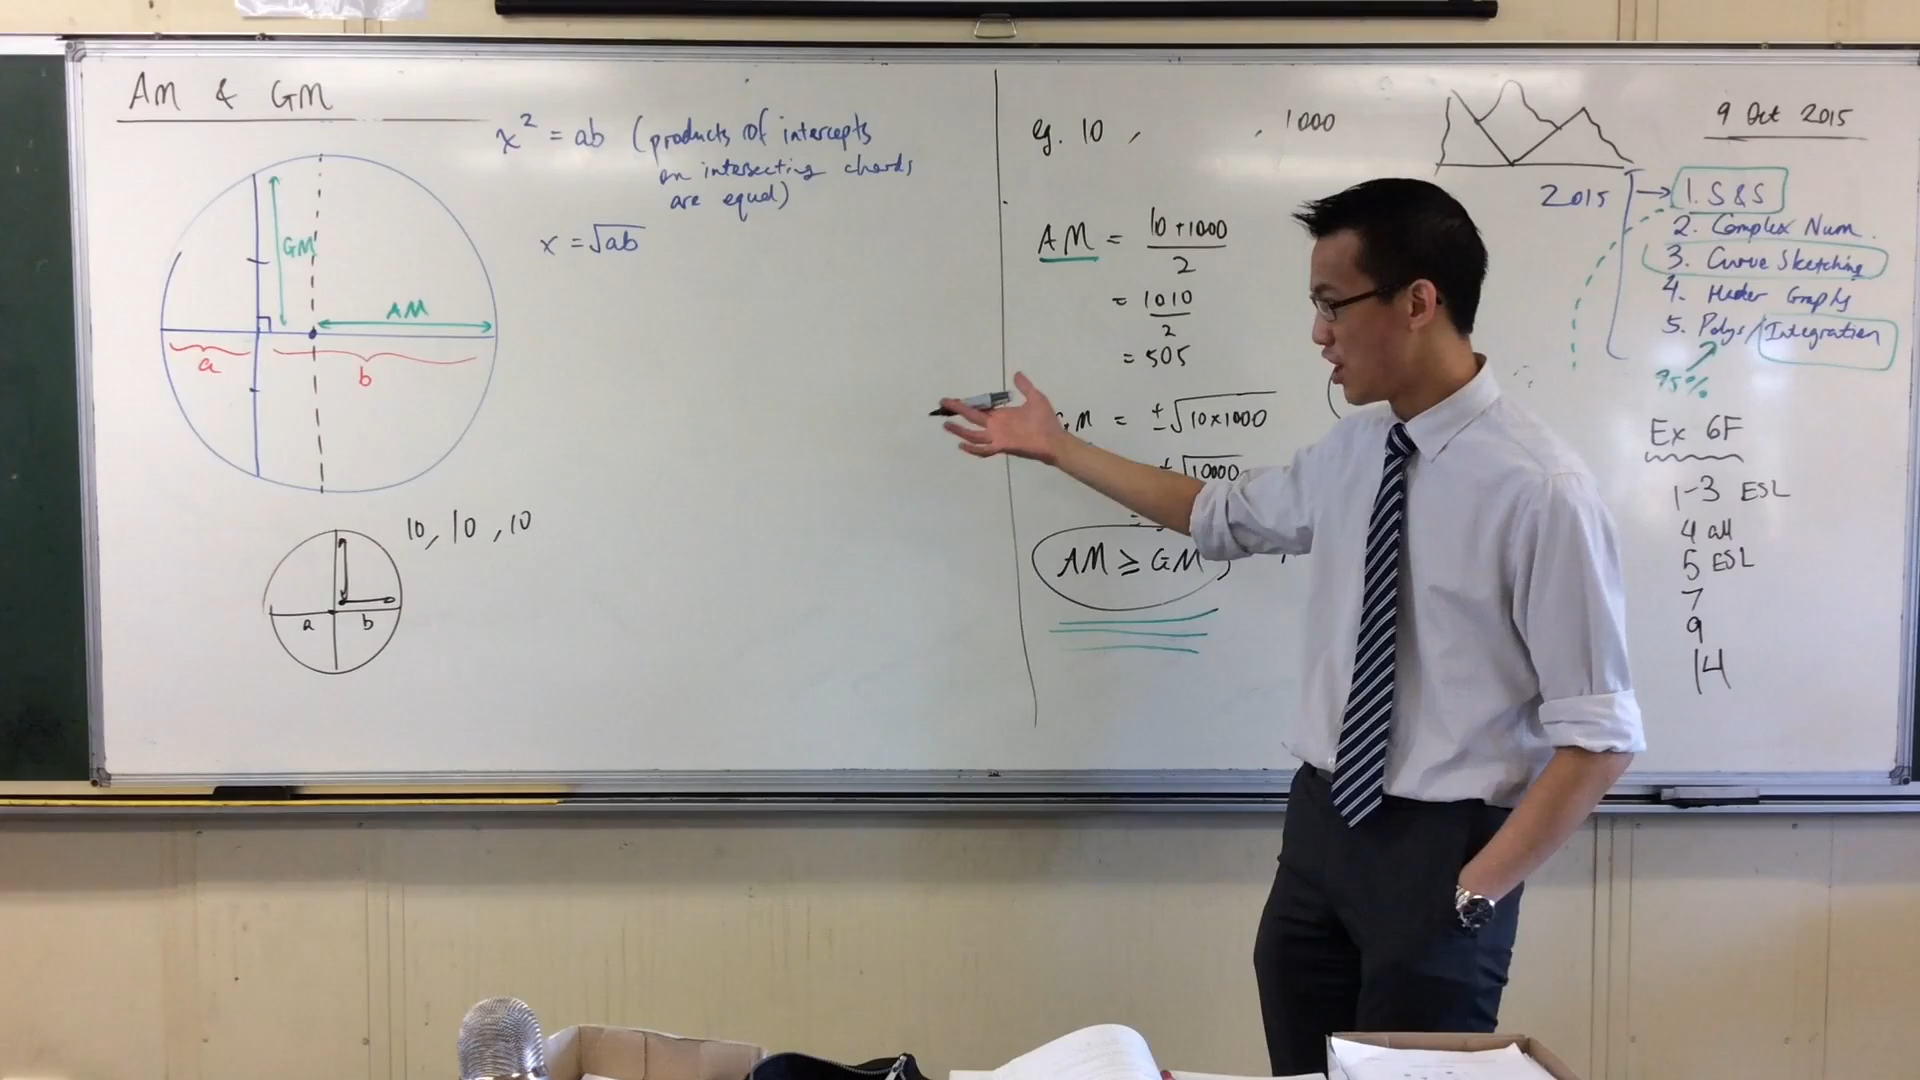 AM & GM
x² = ab (products of intercepts
on intersecting chords
are equal)
x = √ab
GM
AM
a
b
10, 10, 10
a b
eg. 10 , , 1000
AM = 10+1000
2
= 1010
2
= 505
GM = ±√10×1000
± √10000
AM ≥ GM
9 Oct 2015
2015
1. S&S
2. Complex Num.
3. Curve Sketching
4. Harder Graphs
5. Polys/Integration
95%
Ex 6F
1-3 ESL
4 all
5 ESL
7
9
14